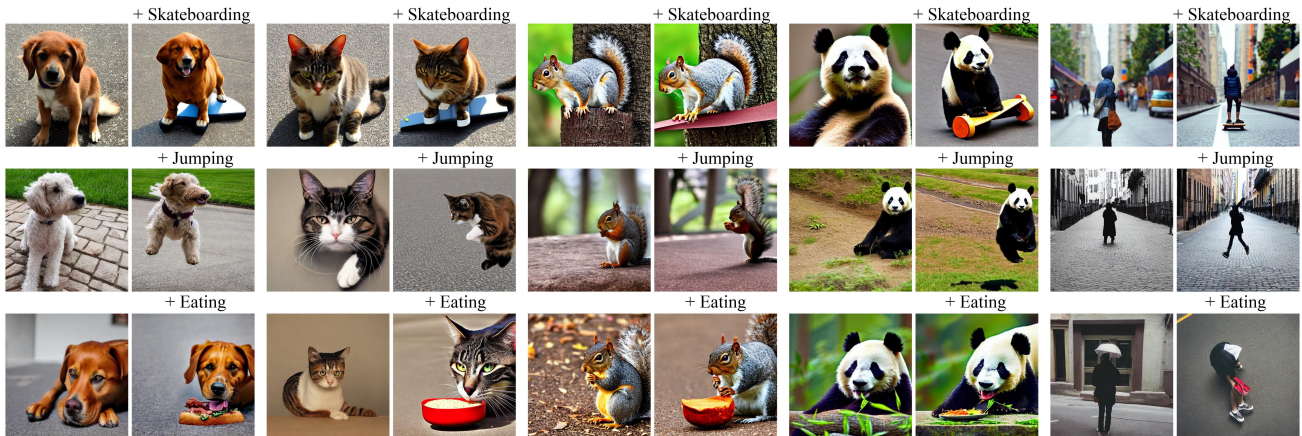 + Skateboarding + Skateboarding + Skateboarding + Skateboarding + Skateboarding
+ Jumping + Jumping + Jumping + Jumping + Jumping
+ Eating + Eating + Eating + Eating + Eating